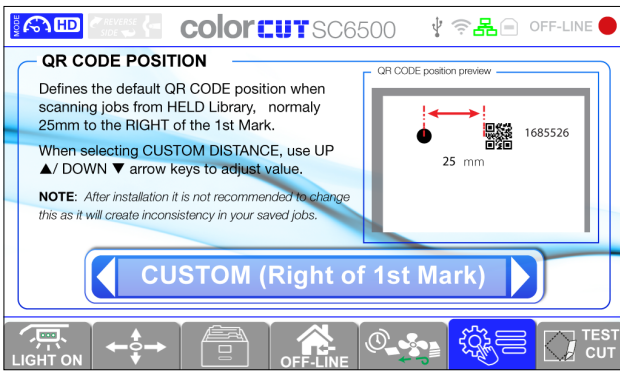 MODE
HD
REVERSE
SIDE
colorCUT SC6500
OFF-LINE
QR CODE POSITION
Defines the default QR CODE position when
scanning jobs from HELD Library, normaly
25mm to the RIGHT of the 1st Mark.
When selecting CUSTOM DISTANCE, use UP
▲/ DOWN ▼ arrow keys to adjust value.
NOTE: After installation it is not recommended to change
this as it will create inconsistency in your saved jobs.
QR CODE position preview
1685526
25 mm
CUSTOM (Right of 1st Mark)
LIGHT ON
OFF-LINE
TEST
CUT